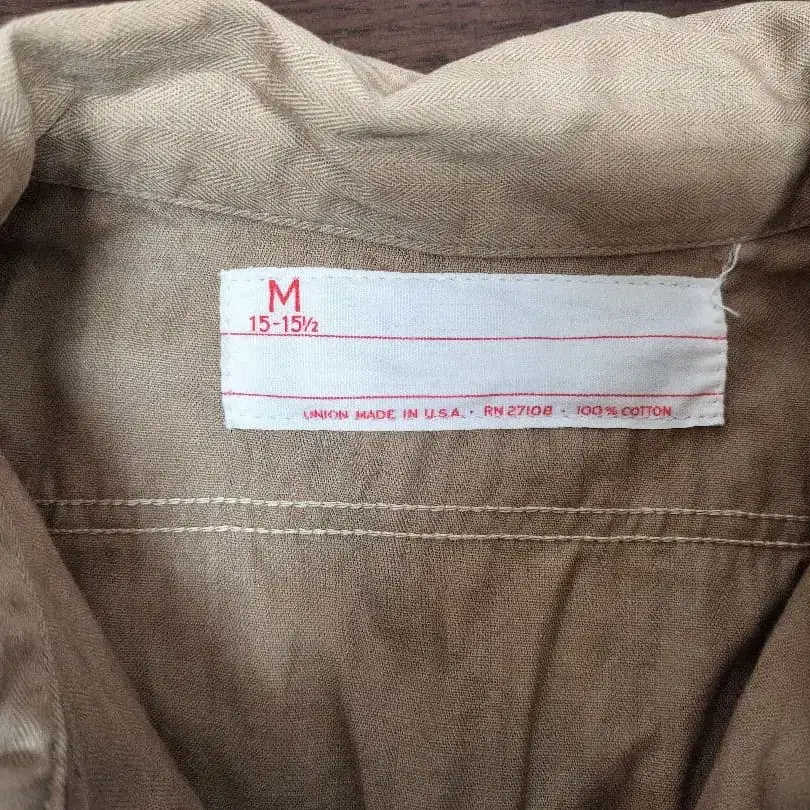 M
15-15½
UNION MADE IN U.S.A. · RN 27108 · 100% COTTON